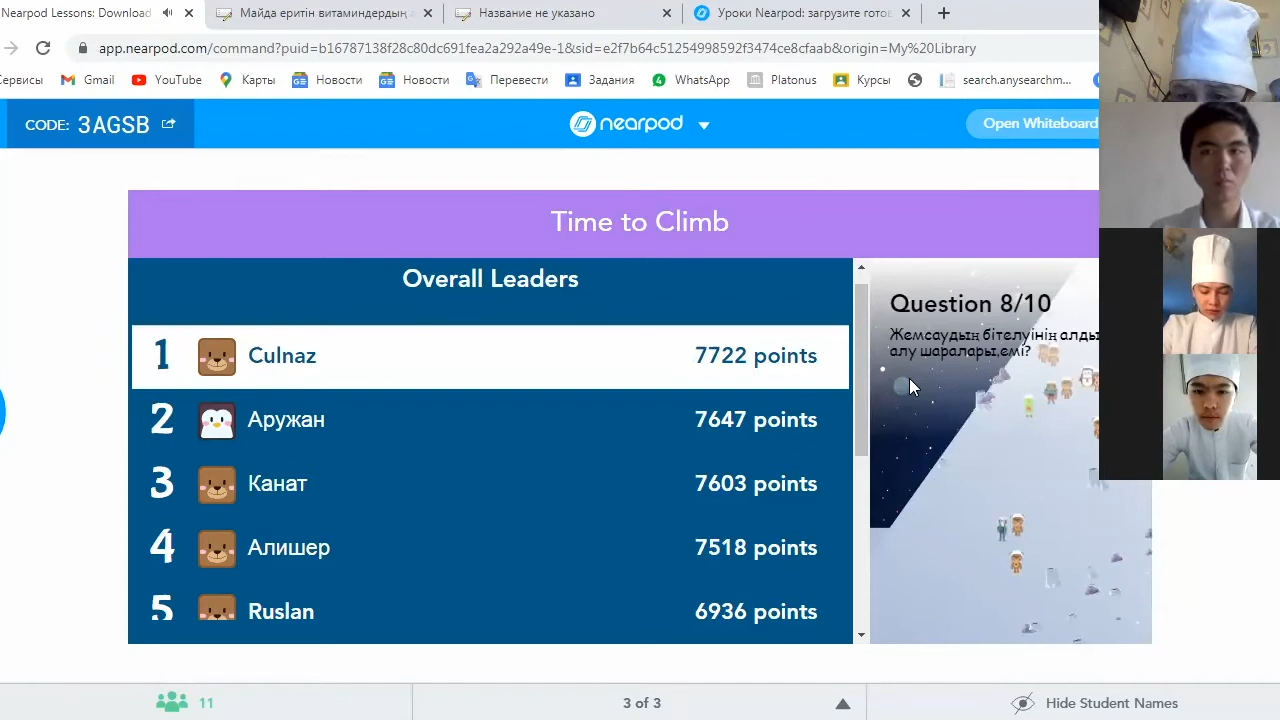 Nearpod Lessons: Download
Майда еритін витаминдердың
Название не указано
Уроки Nearpod: загрузите гото
app.nearpod.com/command?puid=b16787138f28c80dc691fea2a292a49e-1&sid=e2f7b64c51254998592f5474ce8cfaab&origin=My%20Library
Сервисы
Gmail
YouTube
Карты
Новости
Новости
Перевести
Задания
WhatsApp
Platonus
Курсы
searchanysearchm...
CODE: 3AGSB
nearpod
Open Whiteboard
Time to Climb
Overall Leaders
1 Culnaz 7722 points
2 Аружан 7647 points
3 Канат 7603 points
4 Алишер 7518 points
5 Ruslan 6936 points
Question 8/10
Жемсаудың бітелуінің алды
алу шаралары,емі?
11
3 of 3
Hide Student Names